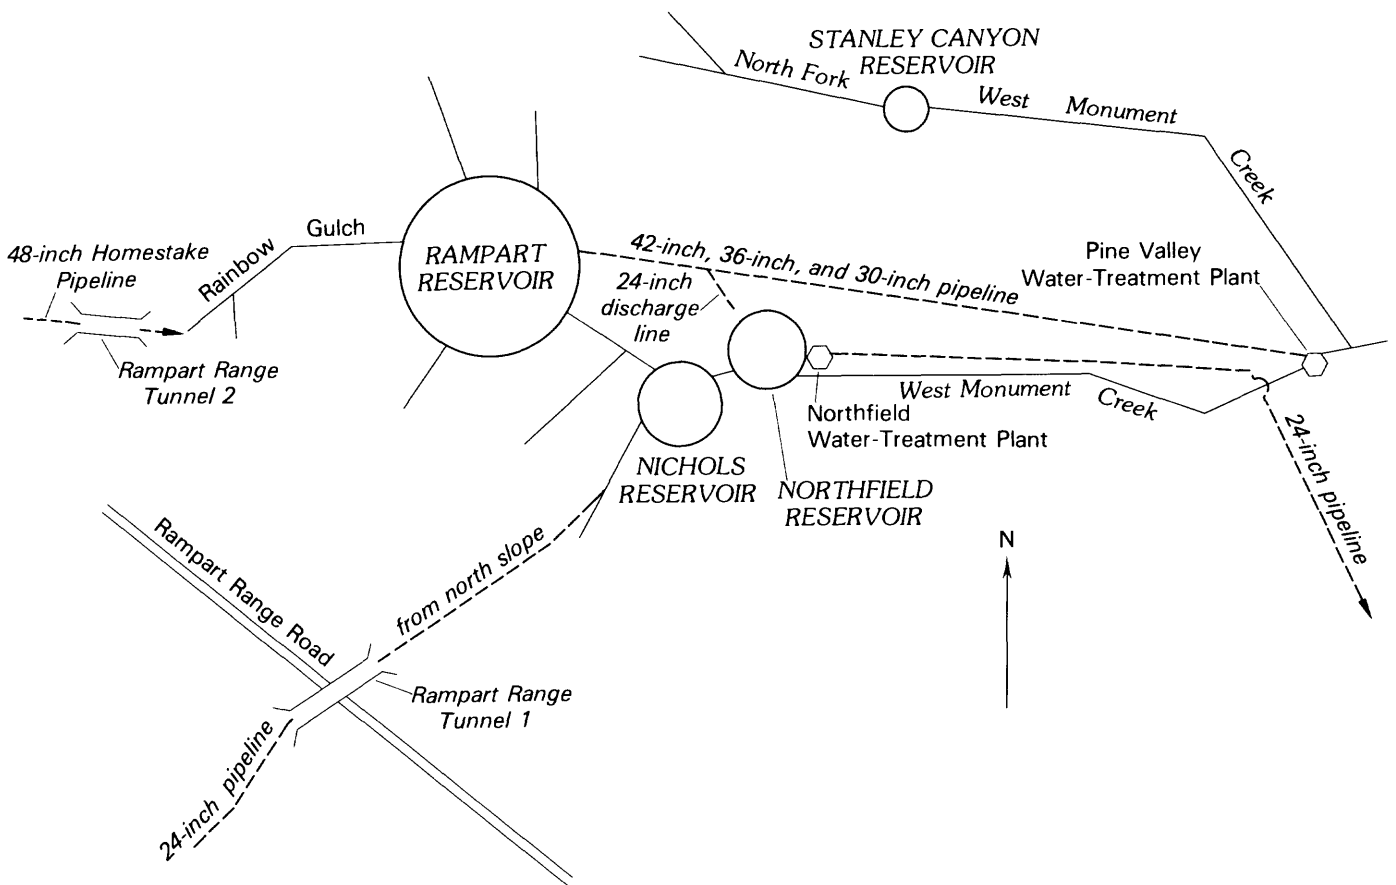 STANLEY CANYON
RESERVOIR
North Fork
West Monument
Creek
48-inch Homestake
Pipeline
Rainbow
Gulch
RAMPART
RESERVOIR
42-inch, 36-inch, and 30-inch pipeline
24-inch
discharge
line
Pine Valley
Water-Treatment Plant
Rampart Range
Tunnel 2
West Monument
Creek
Northfield
Water-Treatment Plant
NICHOLS
RESERVOIR
NORTHFIELD
RESERVOIR
24-inch pipeline
N
Rampart Range Road
from north slope
Rampart Range
Tunnel 1
24-inch pipeline